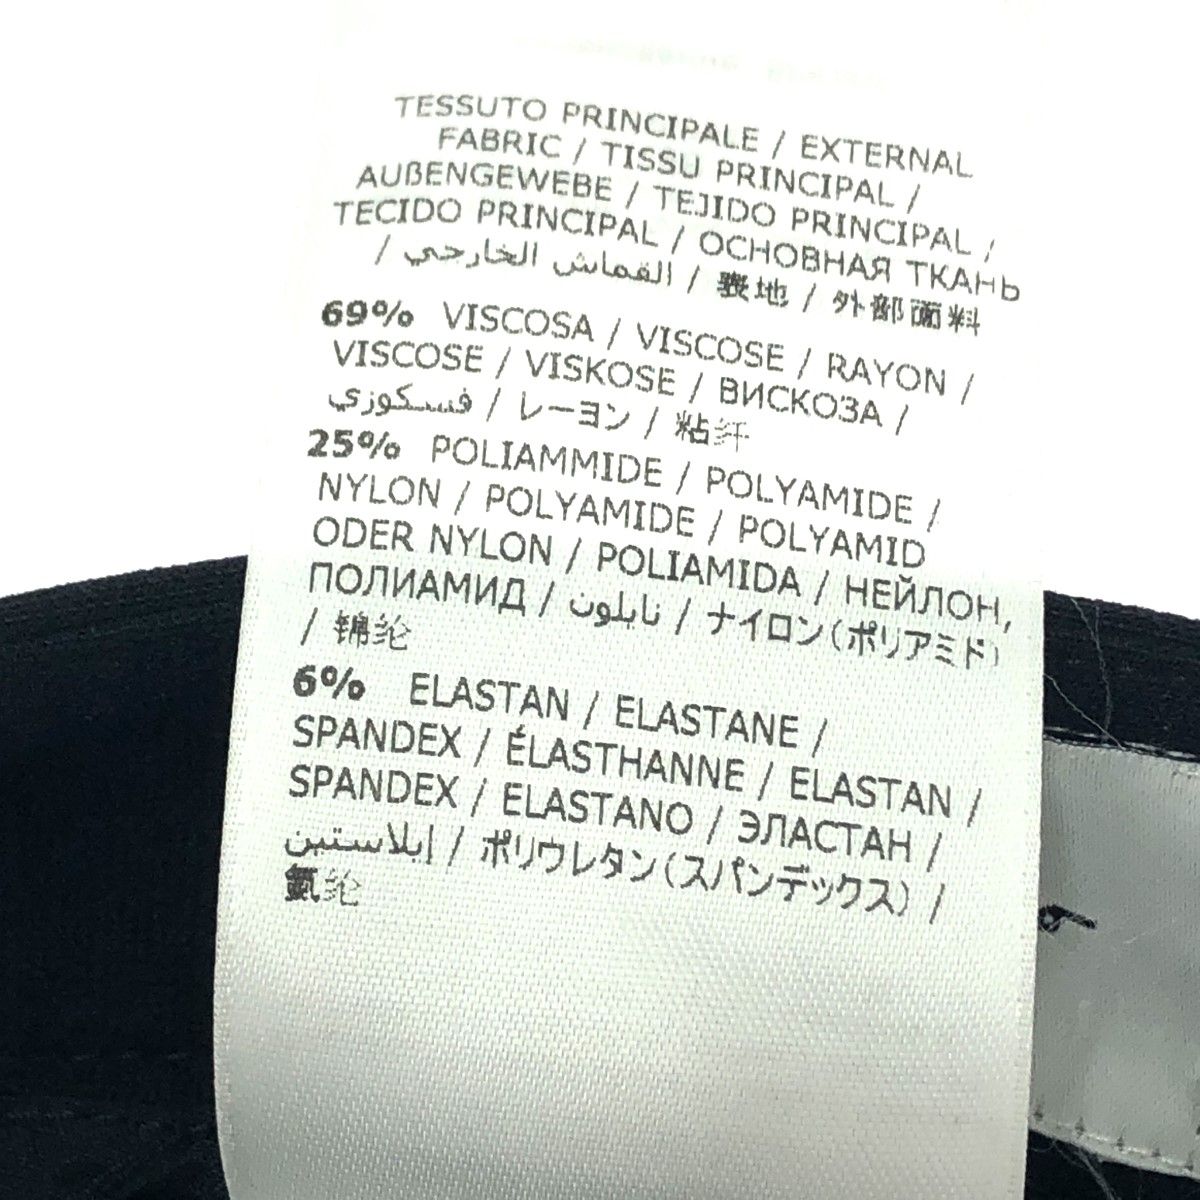 TESSUTO PRINCIPALE / EXTERNAL
FABRIC / TISSU PRINCIPAL /
AUßENGEWEBE / TEJIDO PRINCIPAL /
TECIDO PRINCIPAL / ОСНОВНАЯ ТКАНЬ
/ القماش الخارجي / 表地 / 外部面料
69% VISCOSA / VISCOSE / RAYON /
VISCOSE / VISKOSE / ВИСКОЗА /
فسكوزي / レーヨン / 粘纤
25% POLIAMMIDE / POLYAMIDE /
NYLON / POLYAMIDE / POLYAMID
ODER NYLON / POLIAMIDA / НЕЙЛОН,
ПОЛИАМИД / نايلون / ナイロン(ポリアミド)
/ 锦纶
6% ELASTAN / ELASTANE /
SPANDEX / ÉLASTHANNE / ELASTAN /
SPANDEX / ELASTANO / ЭЛАСТАН /
إيلاستين / ポリウレタン(スパンデックス) /
氨纶